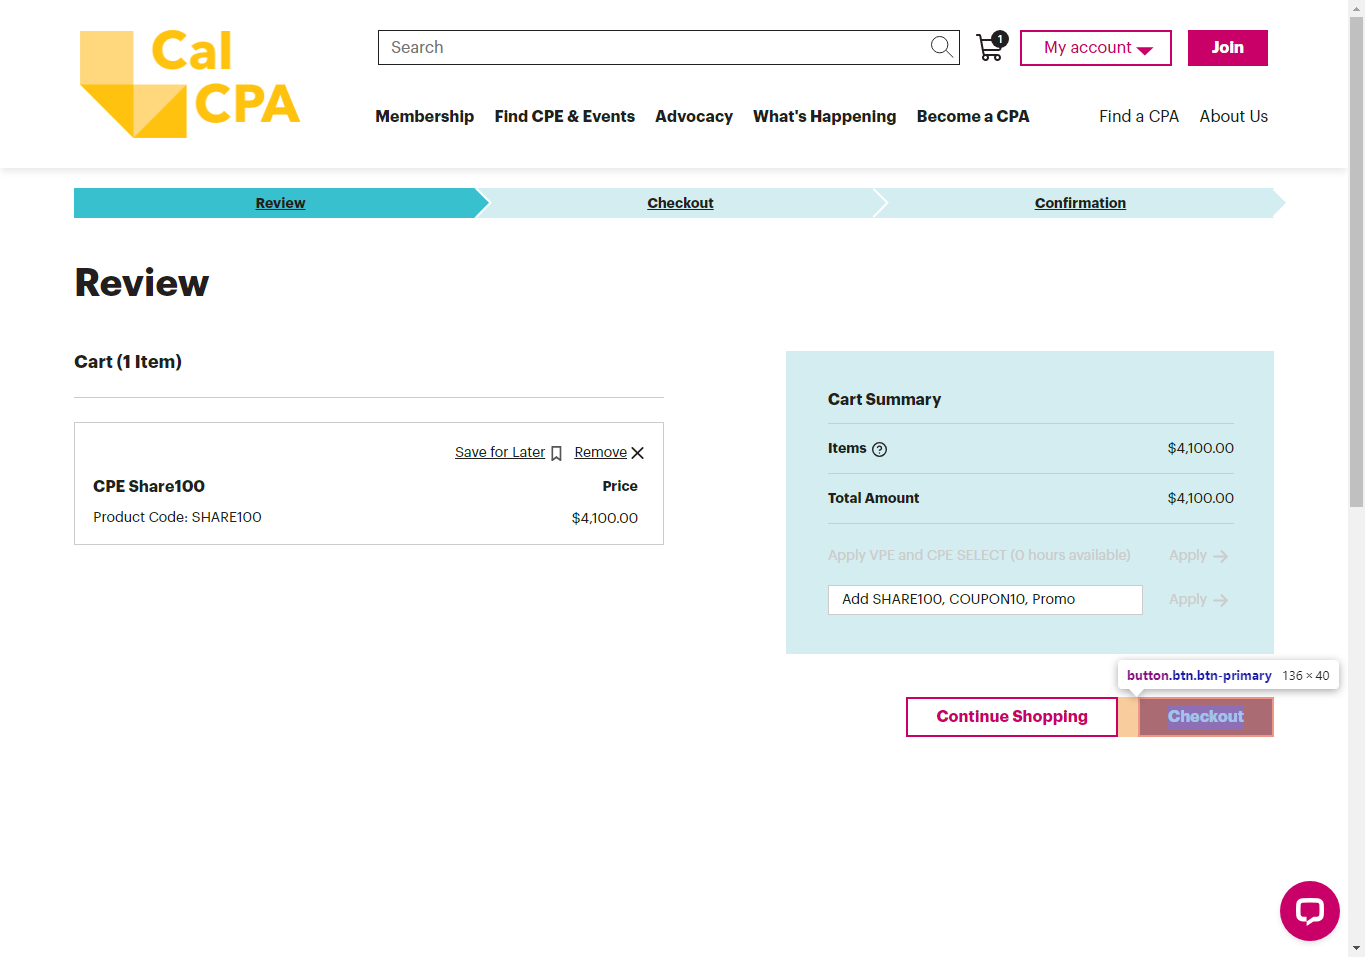 Cal
CPA
Search
1
My account
Join
Membership
Find CPE & Events
Advocacy
What's Happening
Become a CPA
Find a CPA
About Us
Review
Checkout
Confirmation
Review
Cart (1 Item)
Save for Later
Remove
CPE Share100
Price
Product Code: SHARE100
$4,100.00
Cart Summary
Items ?
$4,100.00
Total Amount
$4,100.00
Apply VPE and CPE SELECT (0 hours available)
Apply
Add SHARE100, COUPON10, Promo
Apply
button.btn.btn-primary 136 × 40
Continue Shopping
Checkout